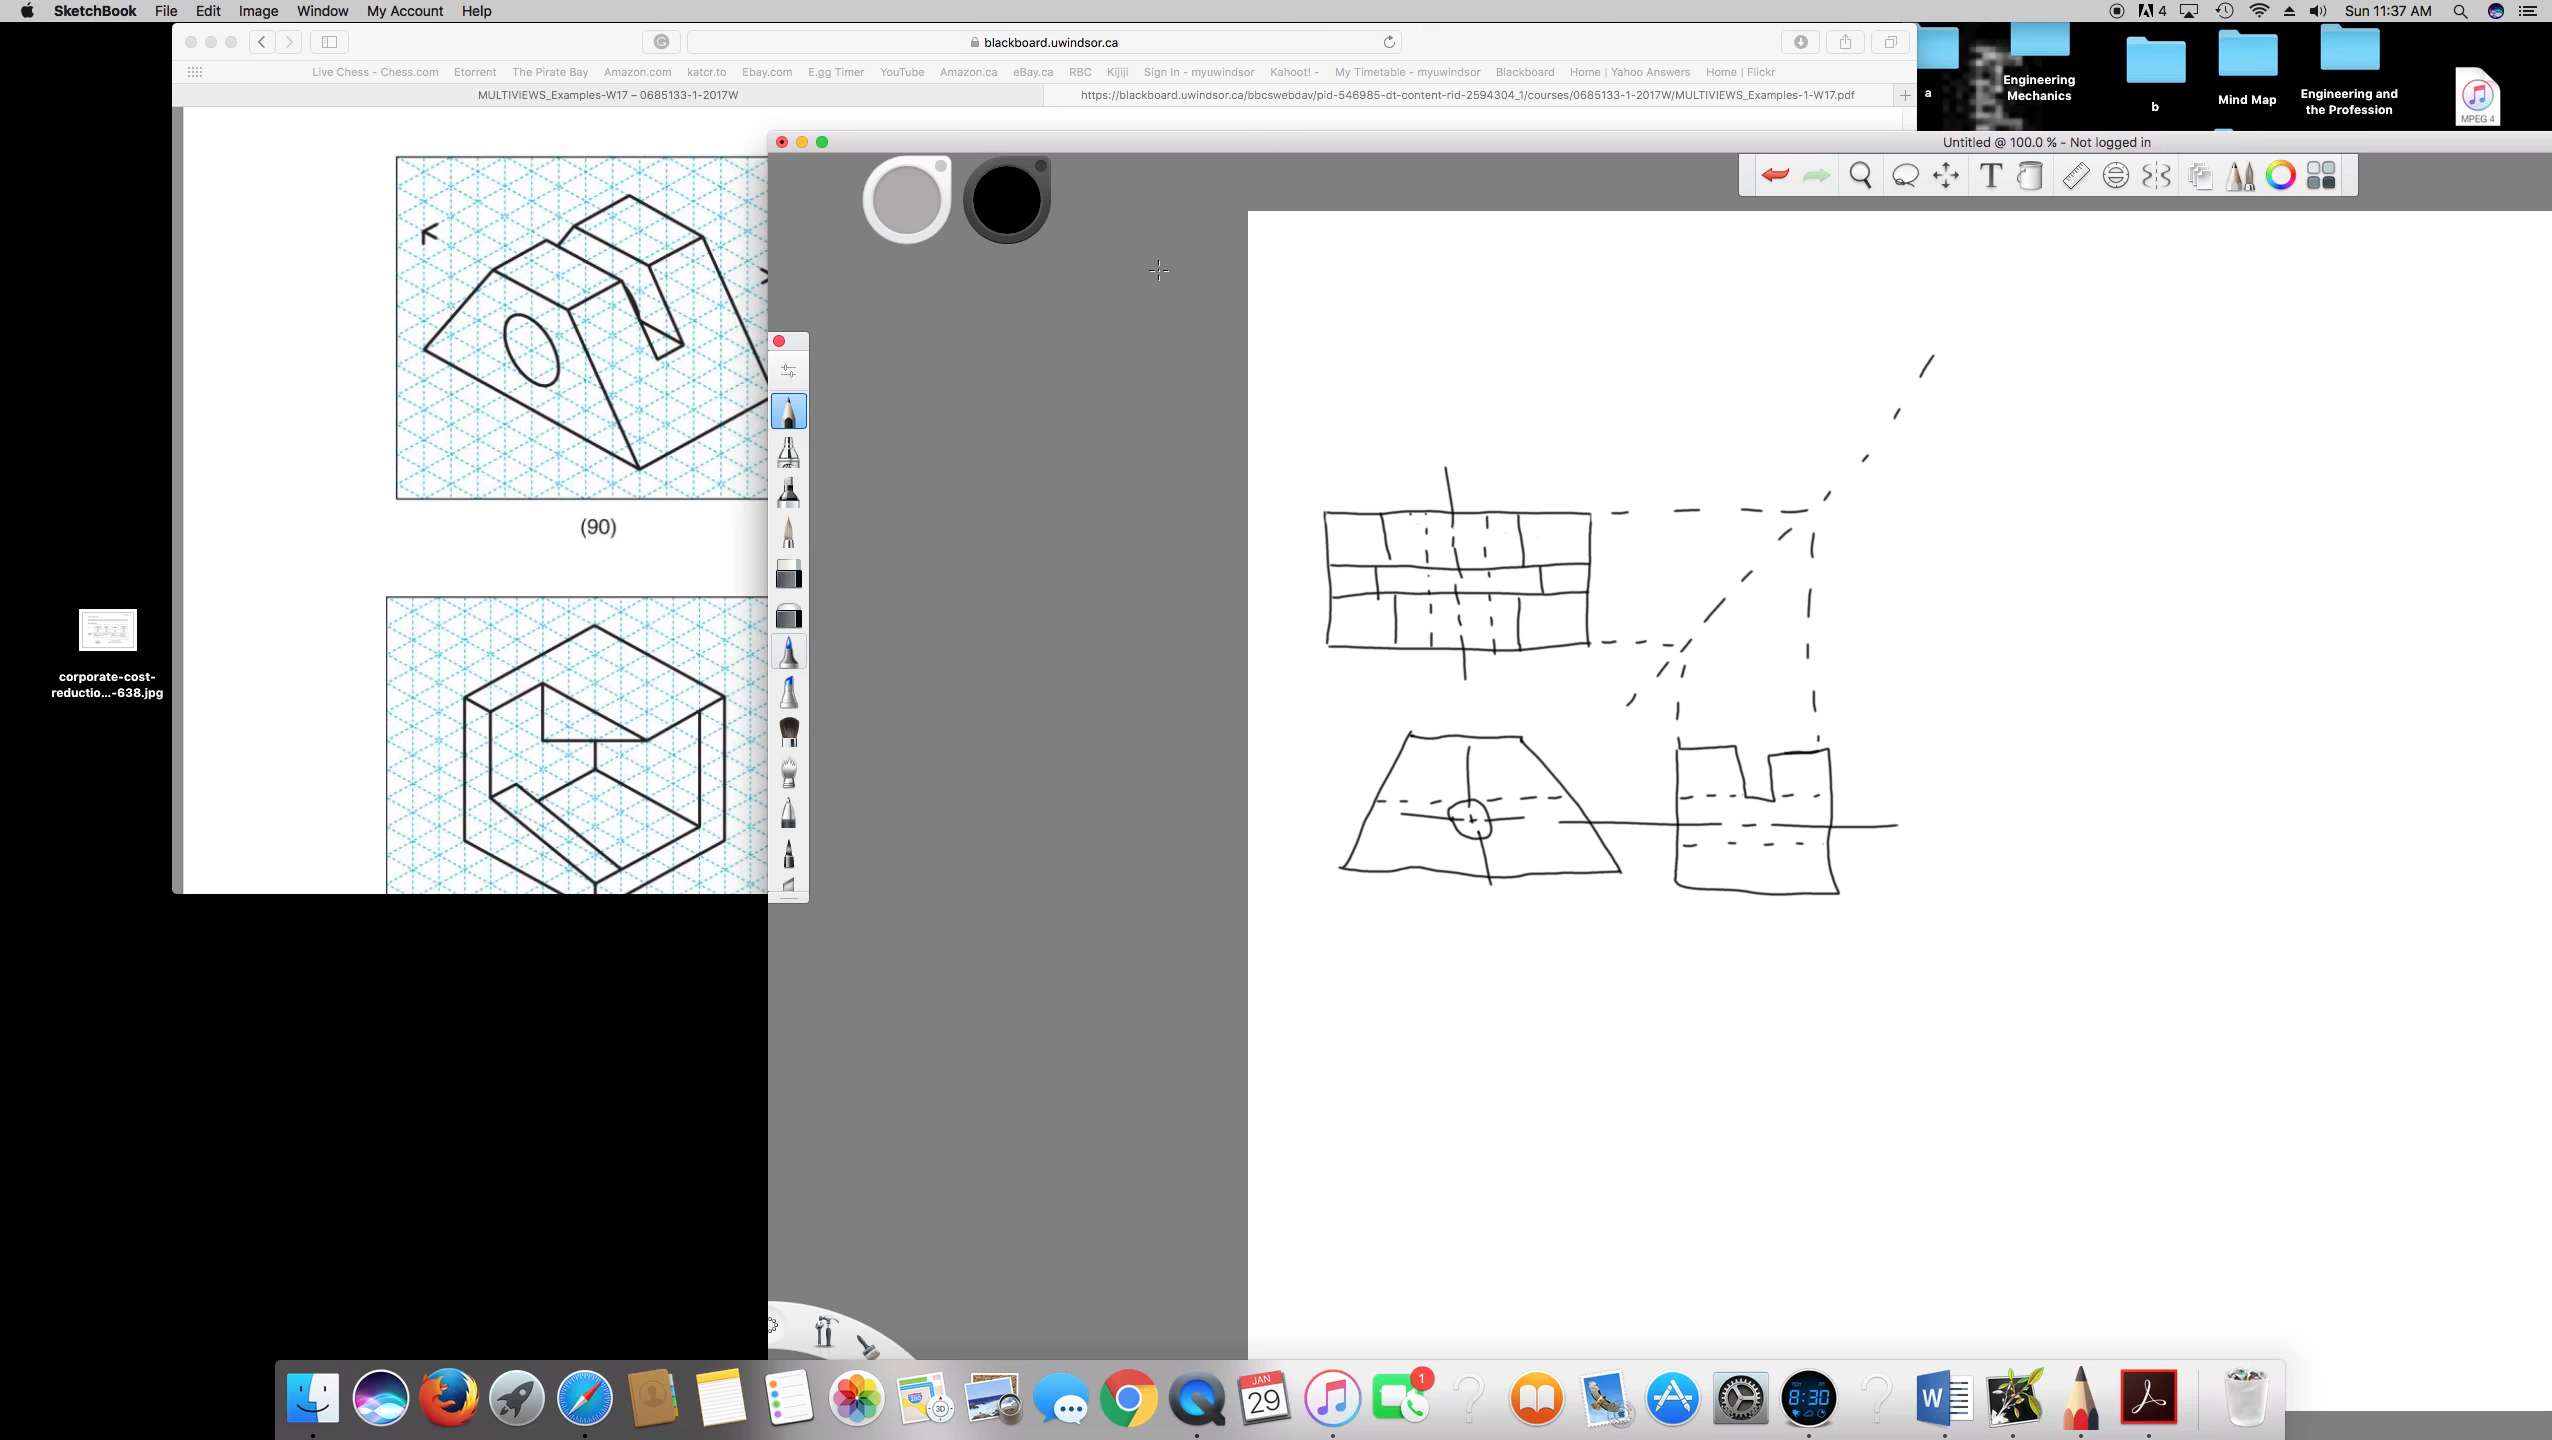 SketchBook File Edit Image Window My Account Help
4 Sun 11:37 AM
blackboard.uwindsor.ca
Live Chess - Chess.com Etorrent The Pirate Bay Amazon.com katcr.to Ebay.com E.gg Timer YouTube Amazon.ca eBay.ca RBC Kijiji Sign In - myuwindsor Kahoot! - My Timetable - myuwindsor Blackboard Home | Yahoo Answers Home | Flickr
MULTIVIEWS_Examples-W17 – 0685133-1-2017W
https://blackboard.uwindsor.ca/bbcswebdav/pid-546985-dt-content-rid-2594304_1/courses/0685133-1-2017W/MULTIVIEWS_Examples-1-W17.pdf
a
Engineering
Mechanics
b
Mind Map
Engineering and
the Profession
MPEG 4
Untitled @ 100.0 % - Not logged in
T
(90)
corporate-cost-
reductio...-638.jpg
3D
JAN
29
1
8:30
W